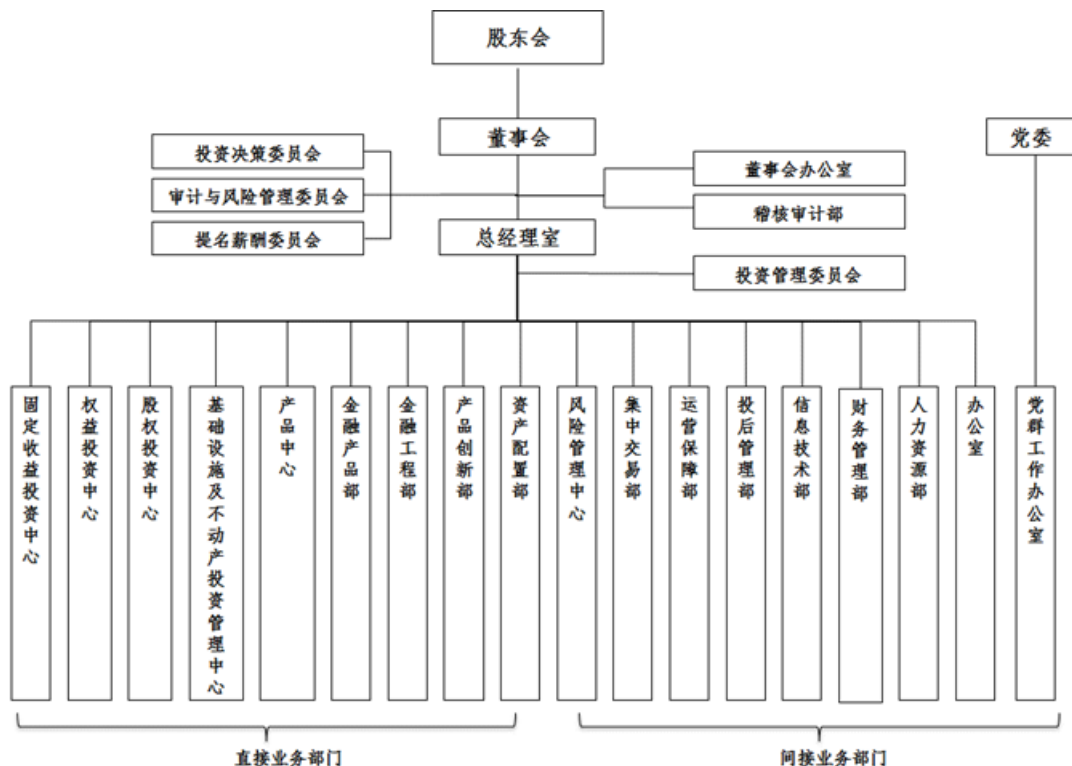 股东会
董事会
党委
投资决策委员会
审计与风险管理委员会
提名薪酬委员会
董事会办公室
稽核审计部
总经理室
投资管理委员会
固定收益投资中心
权益投资中心
股权投资中心
基础设施及不动产投资管理中心
产品中心
金融产品部
金融工程部
产品创新部
资产配置部
风险管理中心
集中交易部
运营保障部
投后管理部
信息技术部
财务管理部
人力资源部
办公室
党群工作办公室
直接业务部门
间接业务部门